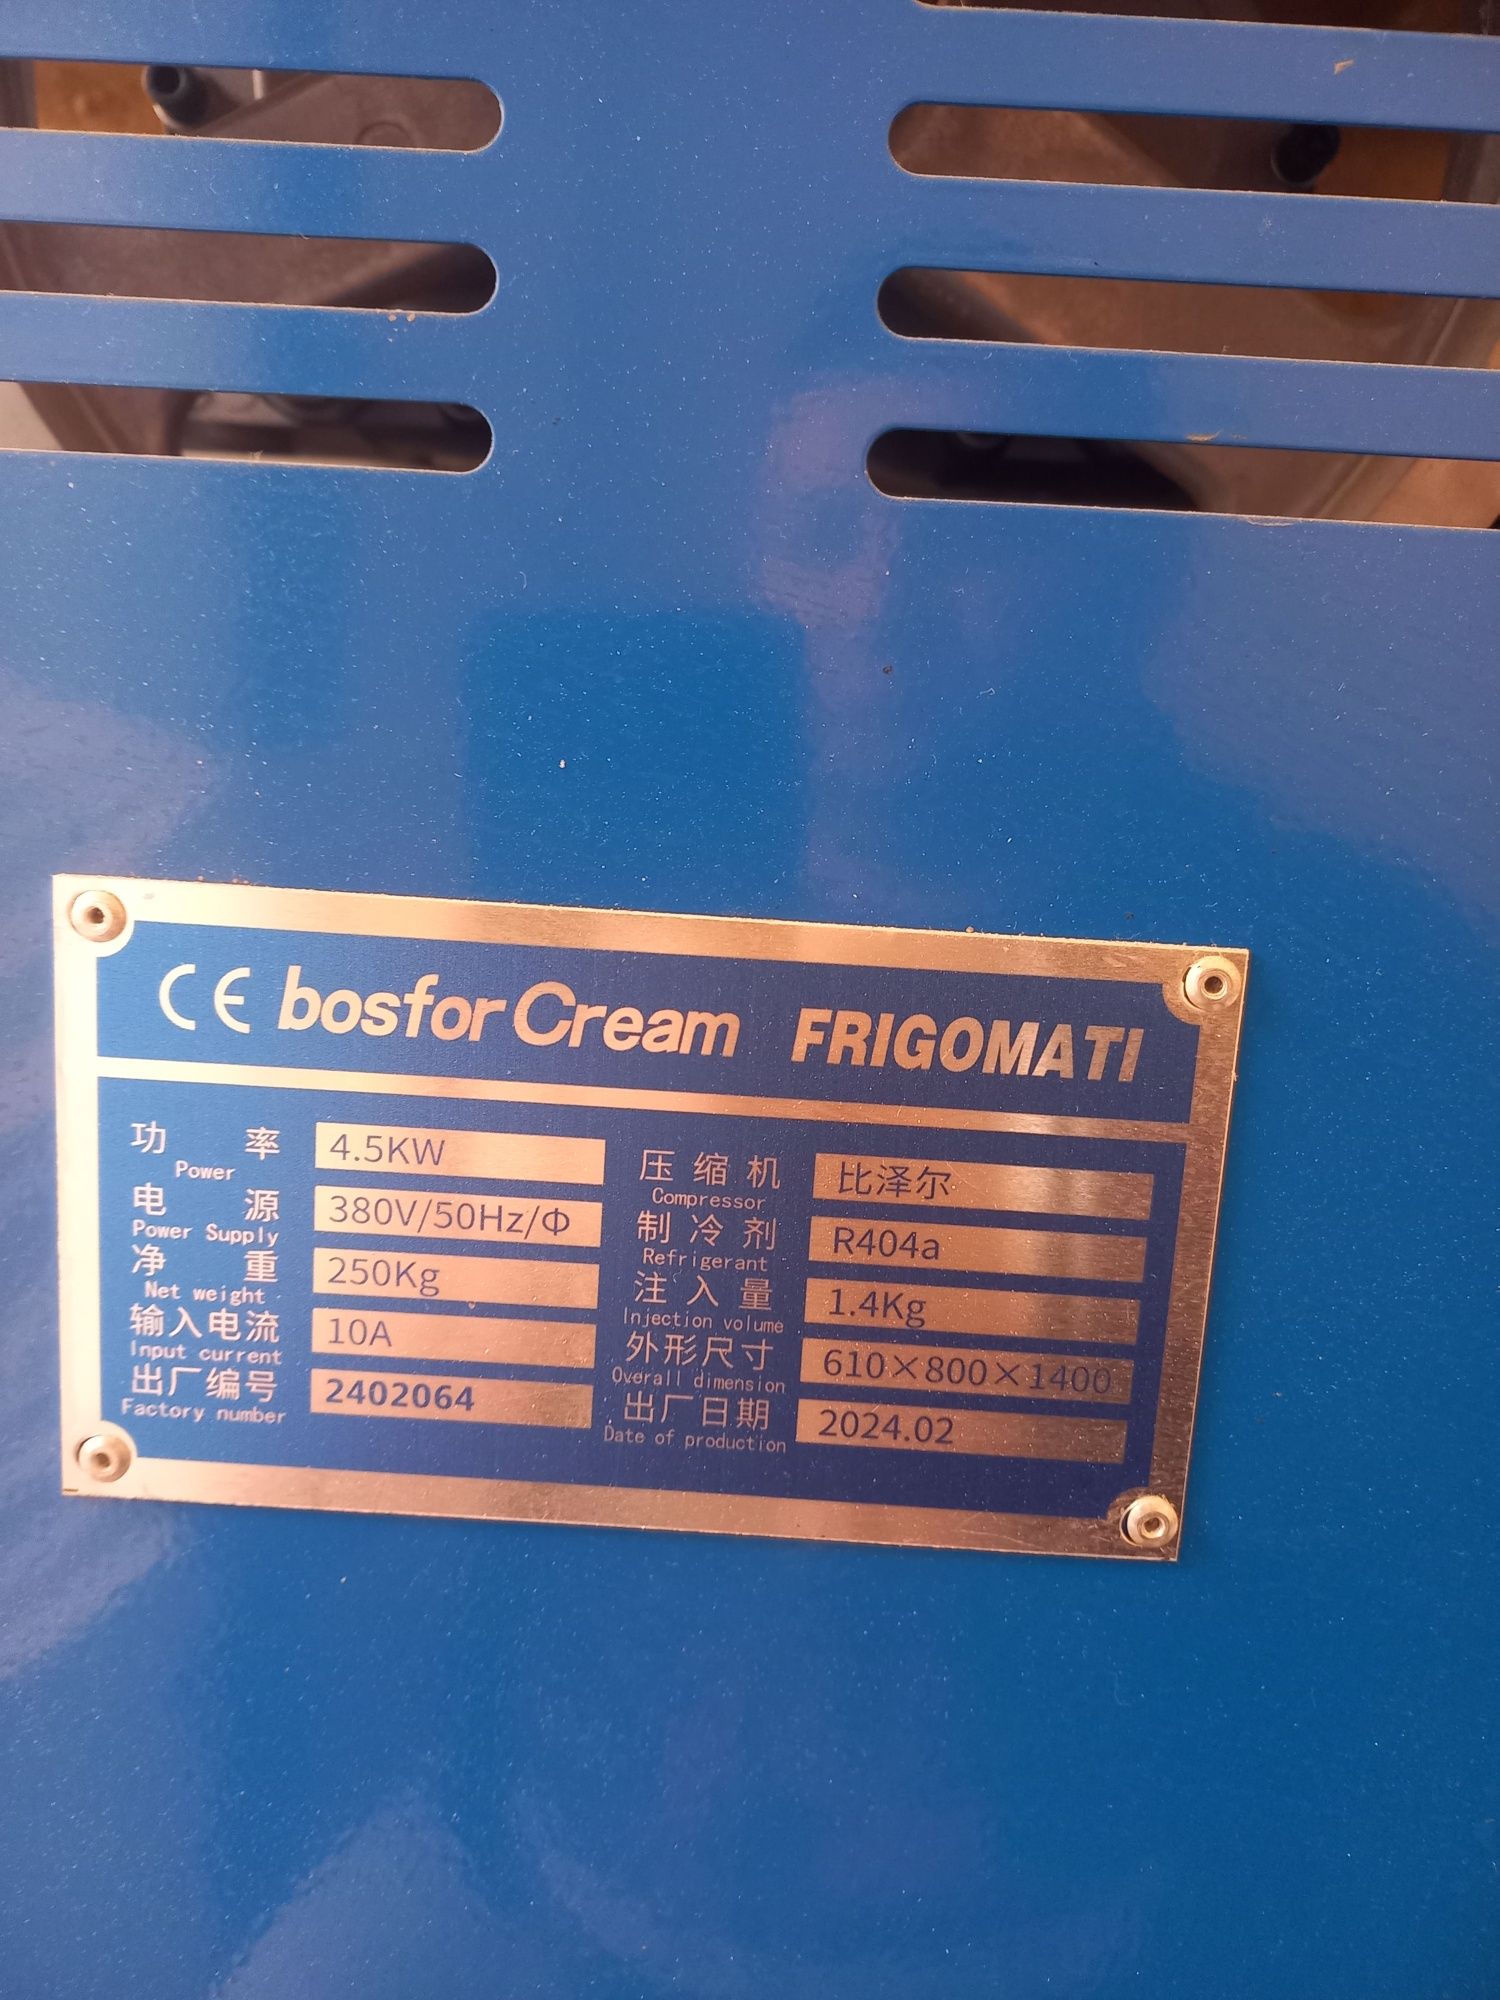 CE bosforCream FRIGOMATI
功率 4.5KW
Power
电源 380V/50Hz/Φ
Power Supply
净重 250Kg
Net weight
输入电流 10A
Input current
出厂编号 2402064
Factory number
压缩机 比泽尔
Compressor
制冷剂 R404a
Refrigerant
注入量 1.4Kg
Injection volume
外形尺寸 610×800×1400
Overall dimension
出厂日期 2024.02
Date of production